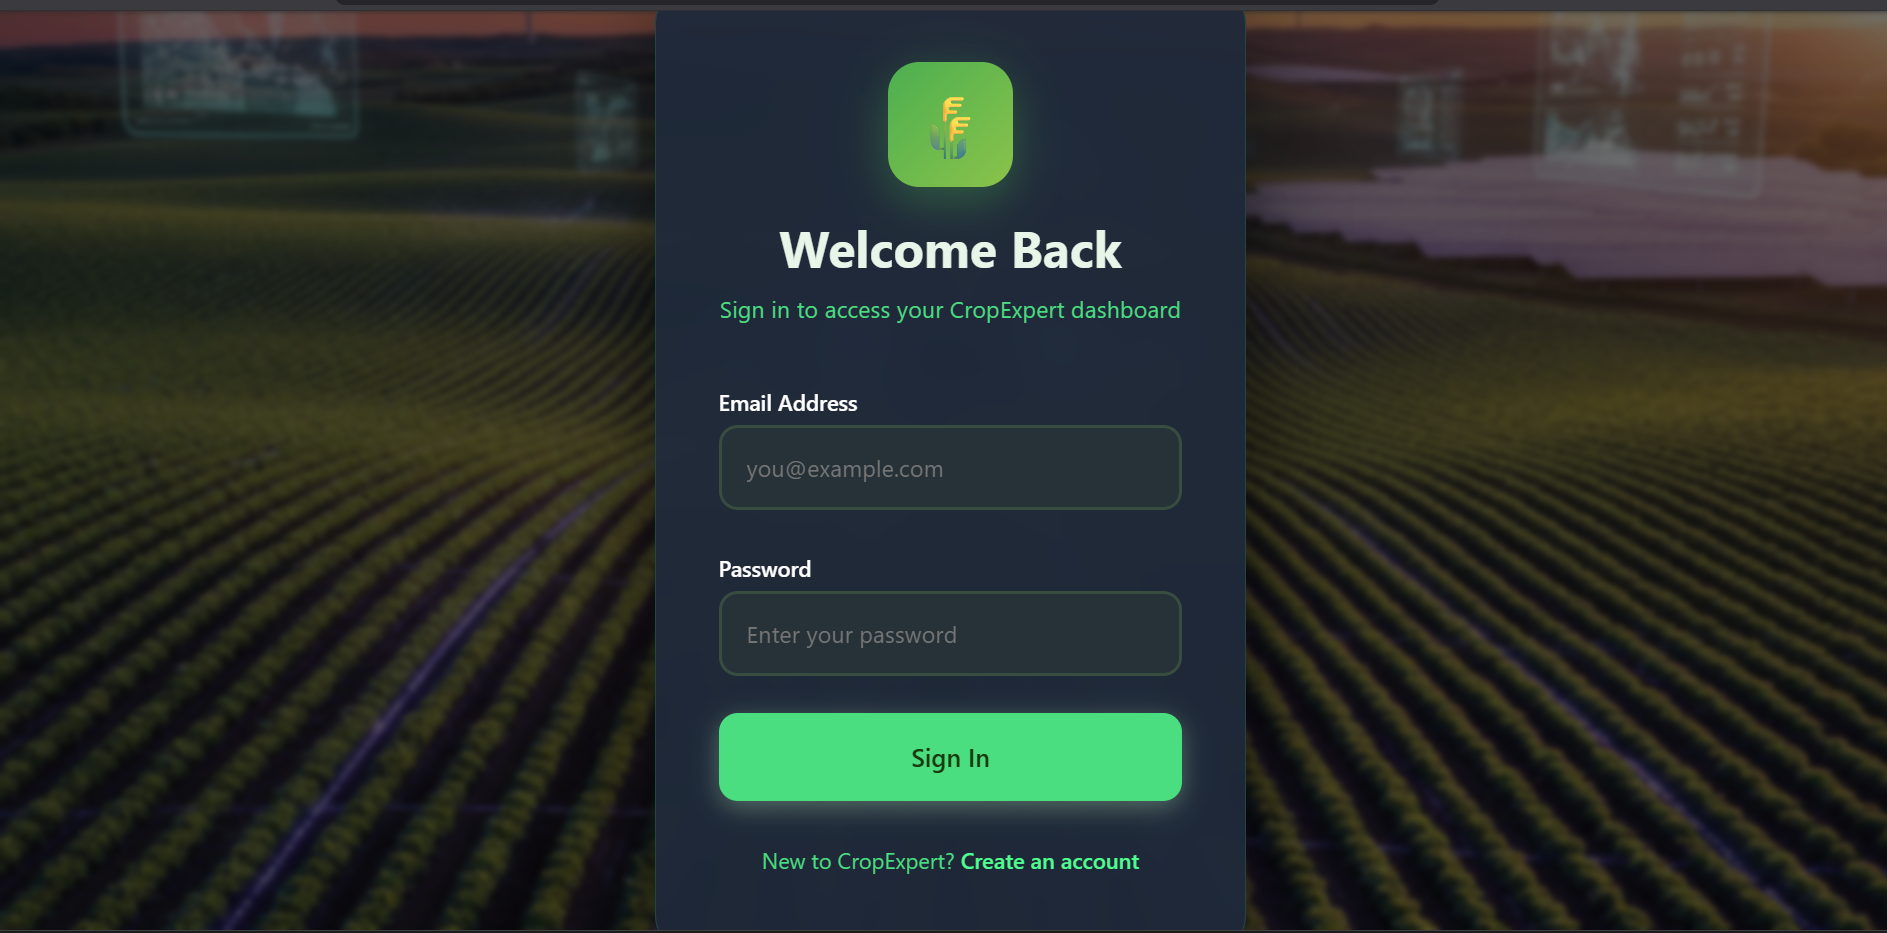 Welcome Back
Sign in to access your CropExpert dashboard
Email Address
you@example.com
Password
Enter your password
Sign In
New to CropExpert? Create an account